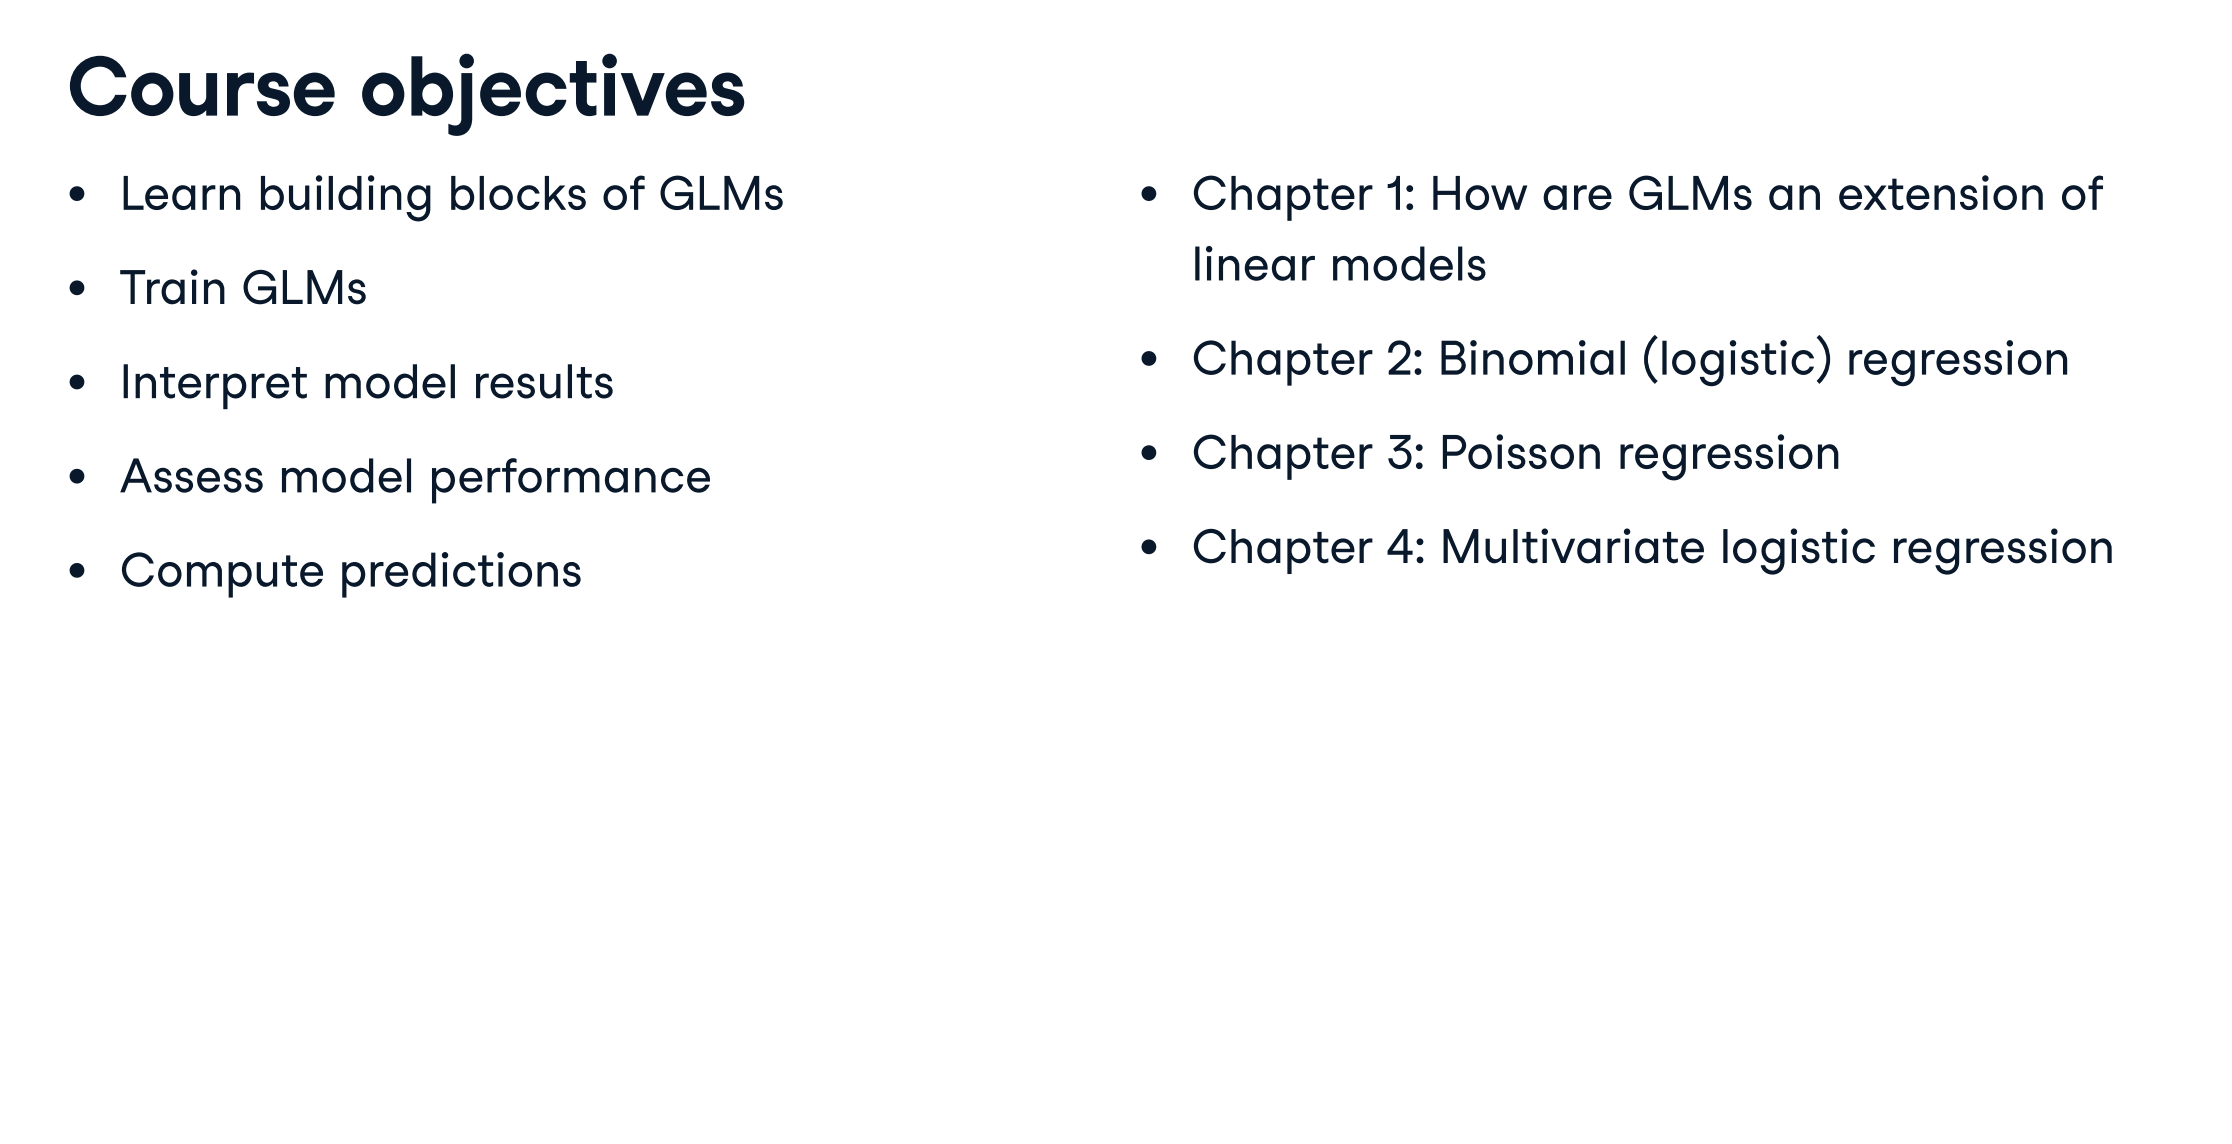 Course objectives
• Learn building blocks of GLMs
• Train GLMs
• Interpret model results
• Assess model performance
• Compute predictions
• Chapter 1: How are GLMs an extension of
linear models
• Chapter 2: Binomial (logistic) regression
• Chapter 3: Poisson regression
• Chapter 4: Multivariate logistic regression